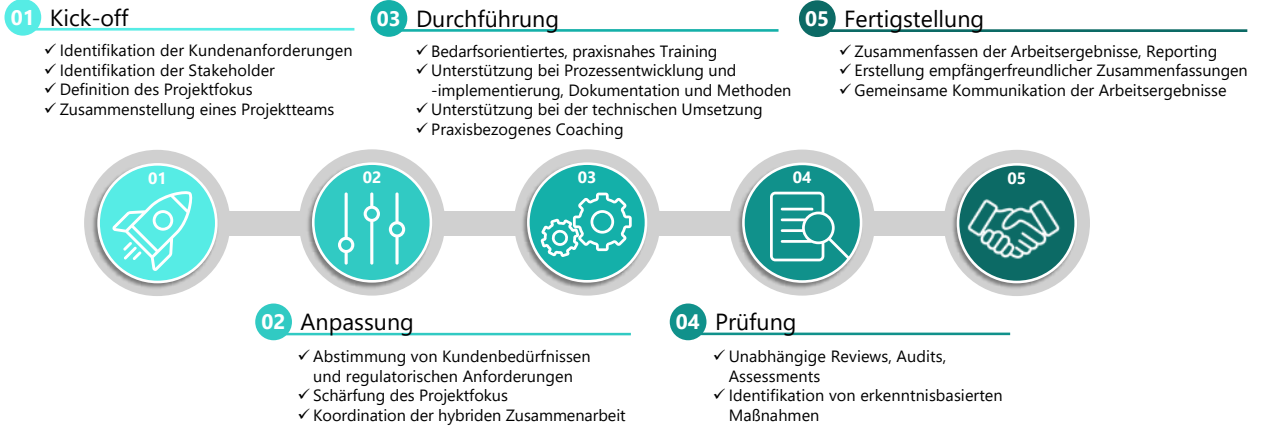 01 Kick-off
✓ Identifikation der Kundenanforderungen
✓ Identifikation der Stakeholder
✓ Definition des Projektfokus
✓ Zusammenstellung eines Projektteams
03 Durchführung
✓ Bedarfsorientiertes, praxisnahes Training
✓ Unterstützung bei Prozessentwicklung und
-implementierung, Dokumentation und Methoden
✓ Unterstützung bei der technischen Umsetzung
✓ Praxisbezogenes Coaching
05 Fertigstellung
✓ Zusammenfassen der Arbeitsergebnisse, Reporting
✓ Erstellung empfängerfreundlicher Zusammenfassungen
✓ Gemeinsame Kommunikation der Arbeitsergebnisse
01
02
03
04
05
02 Anpassung
✓ Abstimmung von Kundenbedürfnissen
und regulatorischen Anforderungen
✓ Schärfung des Projektfokus
✓ Koordination der hybriden Zusammenarbeit
04 Prüfung
✓ Unabhängige Reviews, Audits,
Assessments
✓ Identifikation von erkenntnisbasierten
Maßnahmen